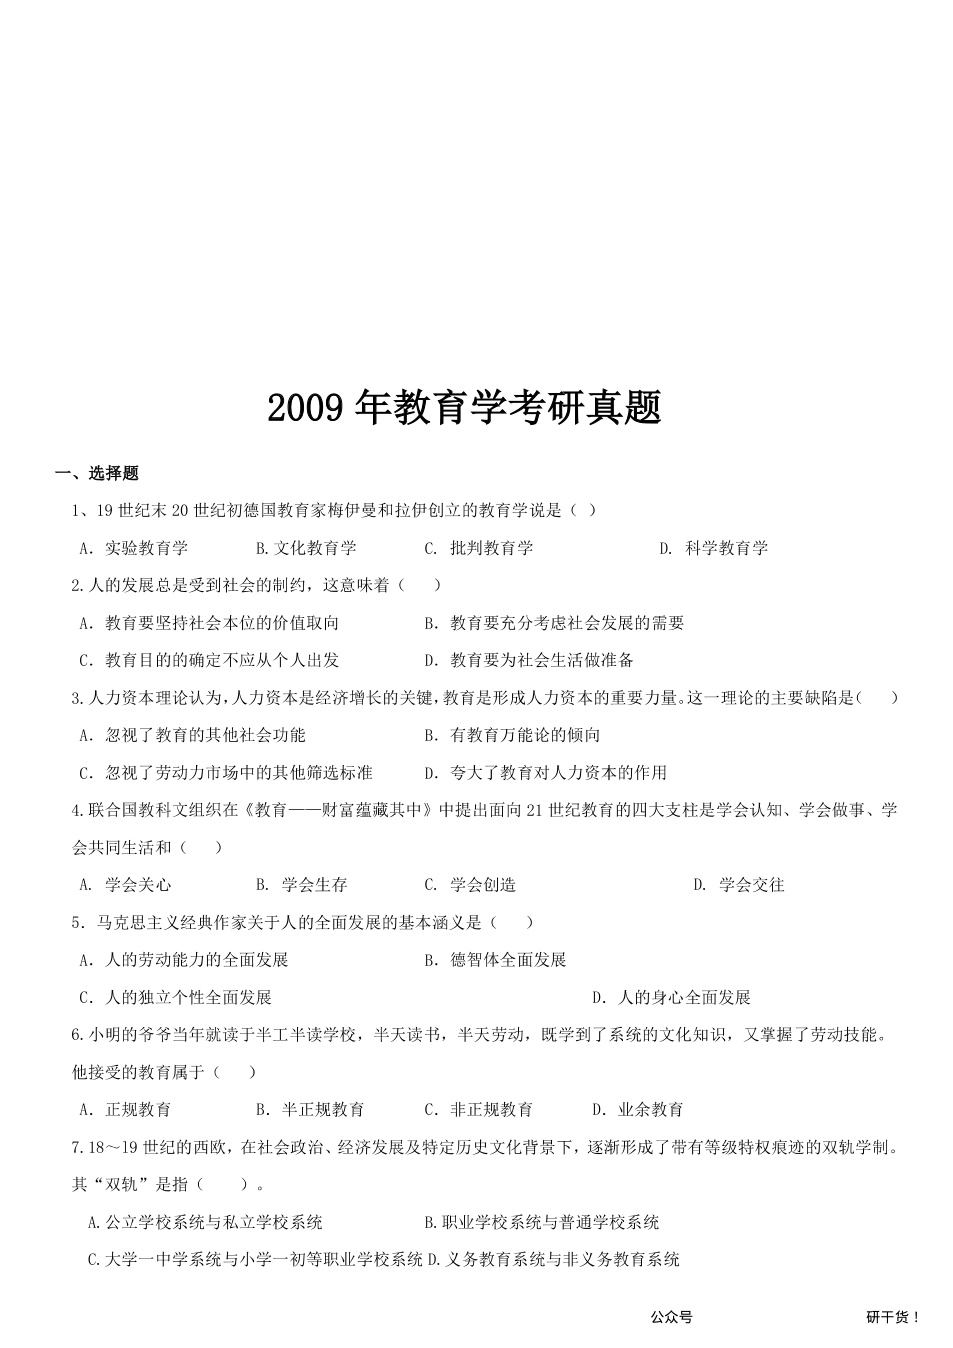 2009 年教育学考研真题
一、选择题
1、19 世纪末 20 世纪初德国教育家梅伊曼和拉伊创立的教育学说是（ ）
A．实验教育学 B.文化教育学 C. 批判教育学 D. 科学教育学
2.人的发展总是受到社会的制约，这意味着（ ）
A．教育要坚持社会本位的价值取向 B．教育要充分考虑社会发展的需要
C．教育目的的确定不应从个人出发 D．教育要为社会生活做准备
3.人力资本理论认为，人力资本是经济增长的关键，教育是形成人力资本的重要力量。这一理论的主要缺陷是（ ）
A．忽视了教育的其他社会功能 B．有教育万能论的倾向
C．忽视了劳动力市场中的其他筛选标准 D．夸大了教育对人力资本的作用
4.联合国教科文组织在《教育——财富蕴藏其中》中提出面向 21 世纪教育的四大支柱是学会认知、学会做事、学
会共同生活和（ ）
A. 学会关心 B. 学会生存 C. 学会创造 D. 学会交往
5．马克思主义经典作家关于人的全面发展的基本涵义是（ ）
A．人的劳动能力的全面发展 B．德智体全面发展
C．人的独立个性全面发展 D．人的身心全面发展
6.小明的爷爷当年就读于半工半读学校，半天读书，半天劳动，既学到了系统的文化知识，又掌握了劳动技能。
他接受的教育属于（ ）
A．正规教育 B．半正规教育 C．非正规教育 D．业余教育
7.18～l9 世纪的西欧，在社会政治、经济发展及特定历史文化背景下，逐渐形成了带有等级特权痕迹的双轨学制。
其“双轨”是指（ ）。
A.公立学校系统与私立学校系统 B.职业学校系统与普通学校系统
C.大学一中学系统与小学一初等职业学校系统 D.义务教育系统与非义务教育系统
公众号 研干货！